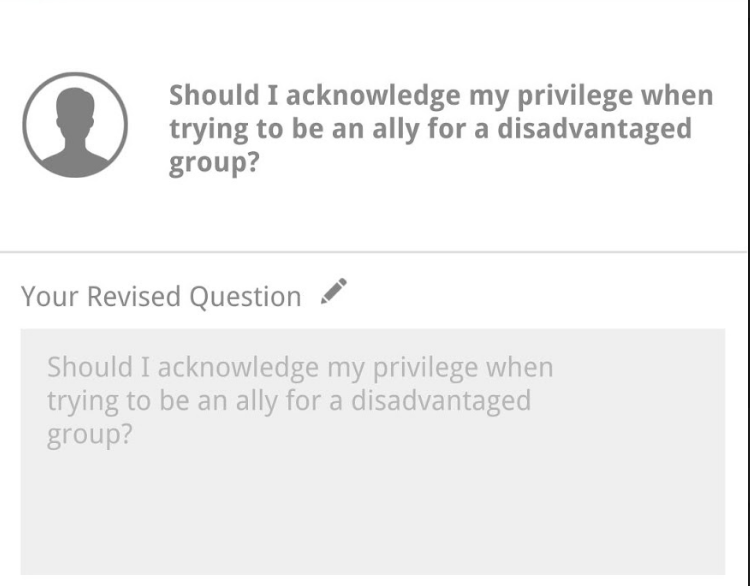 Should I acknowledge my privilege when
trying to be an ally for a disadvantaged
group?
Your Revised Question
Should I acknowledge my privilege when
trying to be an ally for a disadvantaged
group?